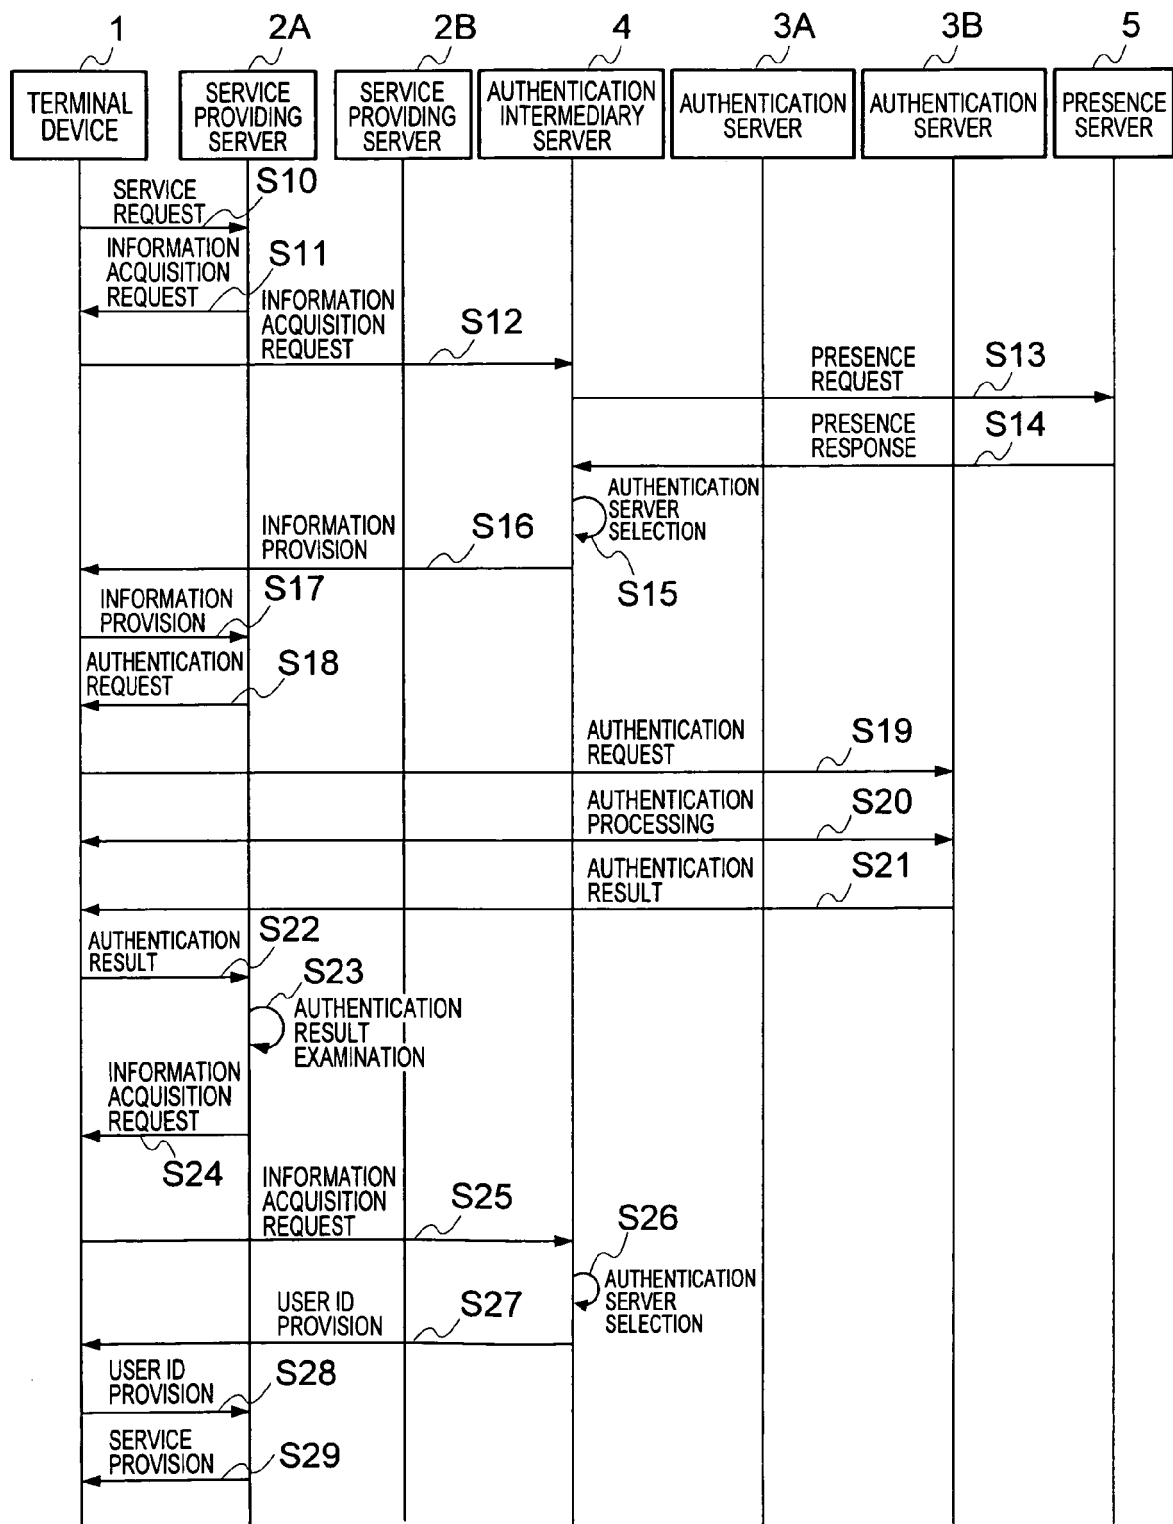 1
2A
2B
4
3A
3B
5
TERMINAL
DEVICE
SERVICE
PROVIDING
SERVER
SERVICE
PROVIDING
SERVER
AUTHENTICATION
INTERMEDIARY
SERVER
AUTHENTICATION
SERVER
AUTHENTICATION
SERVER
PRESENCE
SERVER
SERVICE
REQUEST
S10
INFORMATION
ACQUISITION
REQUEST
S11
INFORMATION
ACQUISITION
REQUEST
S12
PRESENCE
REQUEST
S13
PRESENCE
RESPONSE
S14
AUTHENTICATION
SERVER
SELECTION
S15
INFORMATION
PROVISION
S16
INFORMATION
PROVISION
S17
AUTHENTICATION
REQUEST
S18
AUTHENTICATION
REQUEST
S19
AUTHENTICATION
PROCESSING
S20
AUTHENTICATION
RESULT
S21
AUTHENTICATION
RESULT
S22
S23
AUTHENTICATION
RESULT
EXAMINATION
INFORMATION
ACQUISITION
REQUEST
S24
INFORMATION
ACQUISITION
REQUEST
S25
S26
AUTHENTICATION
SERVER
SELECTION
USER ID
PROVISION
S27
USER ID
PROVISION
S28
SERVICE
PROVISION
S29